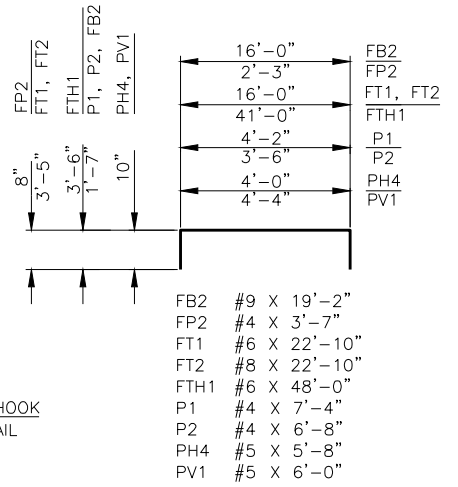 FP2
FT1, FT2
FTH1
P1, P2, FB2
PH4, PV1
8"
3'-5"
3'-6"
1'-7"
10"
16'-0"
2'-3"
FB2
FP2
16'-0"
41'-0"
FT1, FT2
FTH1
4'-2"
3'-6"
P1
P2
4'-0"
4'-4"
PH4
PV1
FB2 #9 X 19'-2"
FP2 #4 X 3'-7"
FT1 #6 X 22'-10"
FT2 #8 X 22'-10"
FTH1 #6 X 48'-0"
P1 #4 X 7'-4"
P2 #4 X 6'-8"
PH4 #5 X 5'-8"
PV1 #5 X 6'-0"
HOOK
AIL